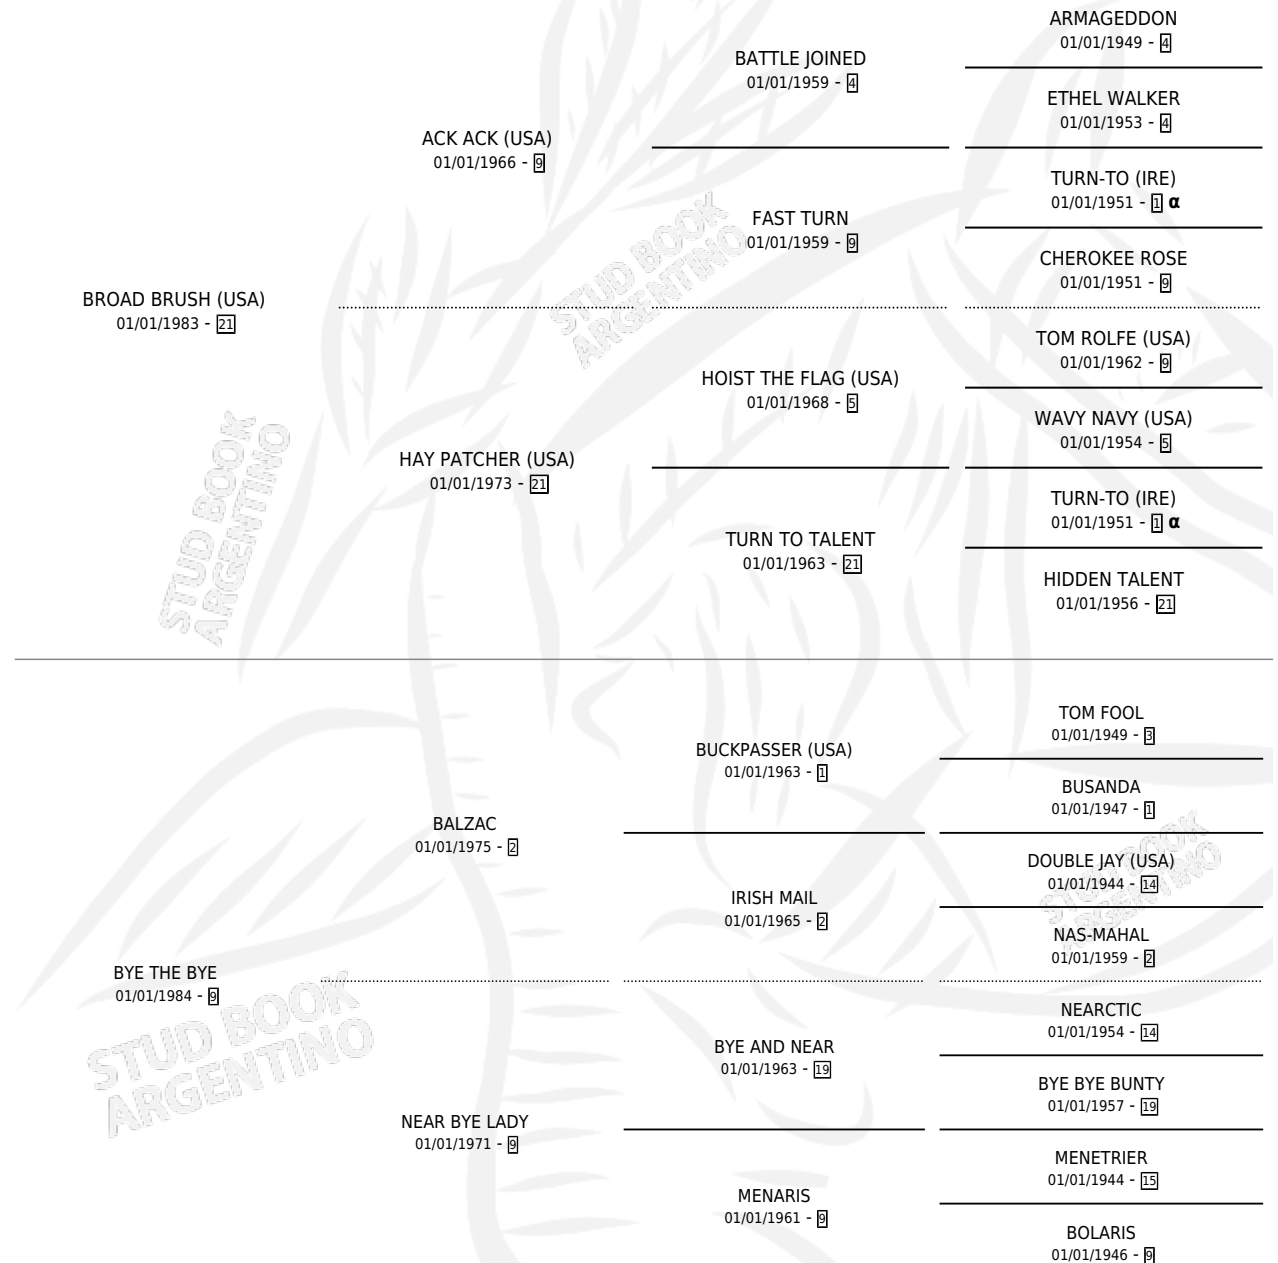 ARMAGEDDON
01/01/1949 - 4
BATTLE JOINED
01/01/1959 - 4
ETHEL WALKER
01/01/1953 - 4
ACK ACK (USA)
01/01/1966 - 9
TURN-TO (IRE)
01/01/1951 - 1 α
FAST TURN
01/01/1959 - 9
CHEROKEE ROSE
01/01/1951 - 9
BROAD BRUSH (USA)
01/01/1983 - 21
TOM ROLFE (USA)
01/01/1962 - 9
HOIST THE FLAG (USA)
01/01/1968 - 5
WAVY NAVY (USA)
01/01/1954 - 5
HAY PATCHER (USA)
01/01/1973 - 21
TURN-TO (IRE)
01/01/1951 - 1 α
TURN TO TALENT
01/01/1963 - 21
HIDDEN TALENT
01/01/1956 - 21
TOM FOOL
01/01/1949 - 3
BUCKPASSER (USA)
01/01/1963 - 1
BUSANDA
01/01/1947 - 1
BALZAC
01/01/1975 - 2
DOUBLE JAY (USA)
01/01/1944 - 14
IRISH MAIL
01/01/1965 - 2
NAS-MAHAL
01/01/1959 - 2
BYE THE BYE
01/01/1984 - 9
NEARCTIC
01/01/1954 - 14
BYE AND NEAR
01/01/1963 - 19
BYE BYE BUNTY
01/01/1957 - 19
NEAR BYE LADY
01/01/1971 - 9
MENETRIER
01/01/1944 - 15
MENARIS
01/01/1961 - 9
BOLARIS
01/01/1946 - 9
STUD BOOK
ARGENTINO
STUD BOOK
ARGENTINO
STUD BOOK
ARGENTINO
STUD BOOK
ARGENTINO